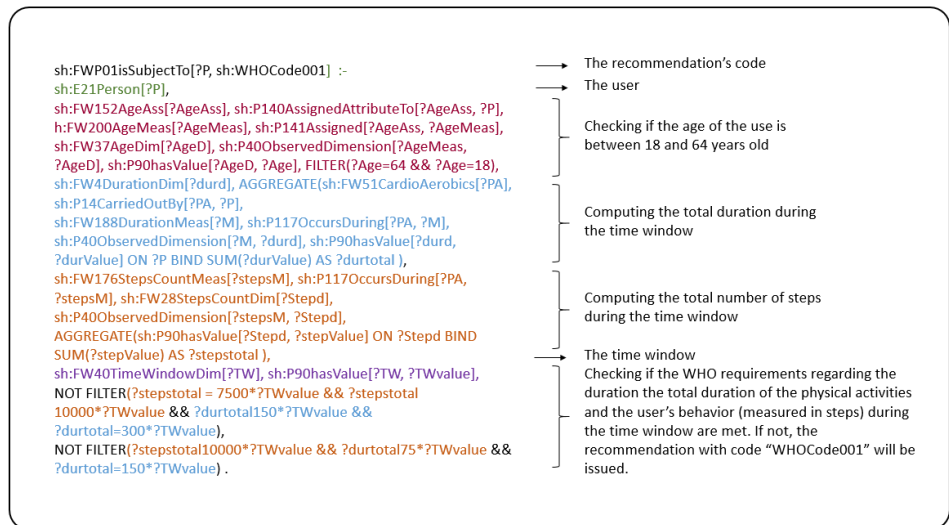 sh:FWP01isSubjectTo[?P, sh:WHOCode001] :-
sh:E21Person[?P],
sh:FW152AgeAss[?AgeAss], sh:P140AssignedAttributeTo[?AgeAss, ?P],
h:FW200AgeMeas[?AgeMeas], sh:P141Assigned[?AgeAss, ?AgeMeas],
sh:FW37AgeDim[?AgeD], sh:P40ObservedDimension[?AgeMeas,
?AgeD], sh:P90hasValue[?AgeD, ?Age], FILTER(?Age=64 && ?Age=18),
sh:FW4DurationDim[?durd], AGGREGATE(sh:FW51CardioAerobics[?PA],
sh:P14CarriedOutBy[?PA, ?P],
sh:FW188DurationMeas[?M], sh:P117OccursDuring[?PA, ?M],
sh:P40ObservedDimension[?M, ?durd], sh:P90hasValue[?durd,
?durValue] ON ?P BIND SUM(?durValue) AS ?durtotal ),
sh:FW176StepsCountMeas[?stepsM], sh:P117OccursDuring[?PA,
?stepsM], sh:FW28StepsCountDim[?Stepd],
sh:P40ObservedDimension[?stepsM, ?Stepd],
AGGREGATE(sh:P90hasValue[?Stepd, ?stepValue] ON ?Stepd BIND
SUM(?stepValue) AS ?stepstotal ),
sh:FW40TimeWindowDim[?TW], sh:P90hasValue[?TW, ?TWvalue],
NOT FILTER(?stepstotal = 7500*?TWvalue && ?stepstotal
10000*?TWvalue && ?durtotal150*?TWvalue &&
?durtotal=300*?TWvalue),
NOT FILTER(?stepstotal10000*?TWvalue && ?durtotal75*?TWvalue &&
?durtotal=150*?TWvalue) .
The recommendation's code
The user
Checking if the age of the use is
between 18 and 64 years old
Computing the total duration during
the time window
Computing the total number of steps
during the time window
The time window
Checking if the WHO requirements regarding the
duration the total duration of the physical activities
and the user's behavior (measured in steps) during
the time window are met. If not, the
recommendation with code "WHOCode001" will be
issued.